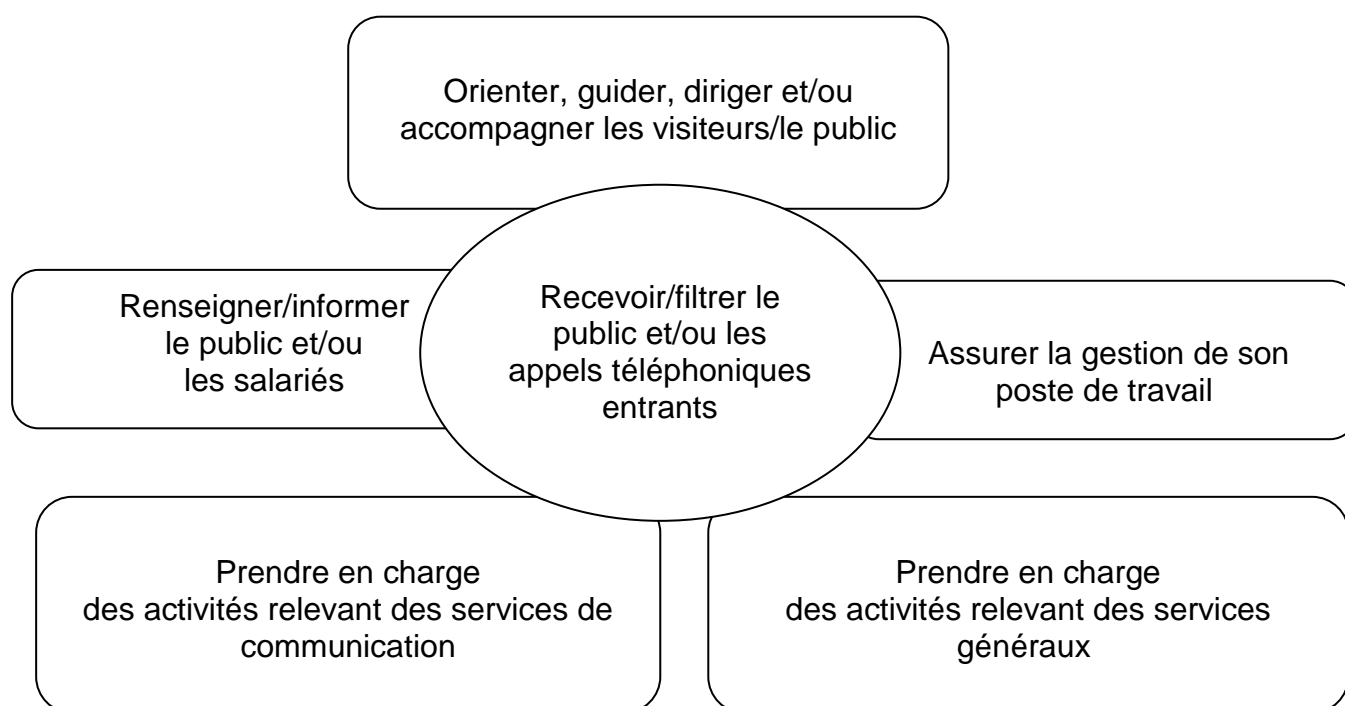 Orienter, guider, diriger et/ou
accompagner les visiteurs/le public
Renseigner/informer
le public et/ou
les salariés
Recevoir/filtrer le
public et/ou les
appels téléphoniques
entrants
Assurer la gestion de son
poste de travail
Prendre en charge
des activités relevant des services de
communication
Prendre en charge
des activités relevant des services
généraux